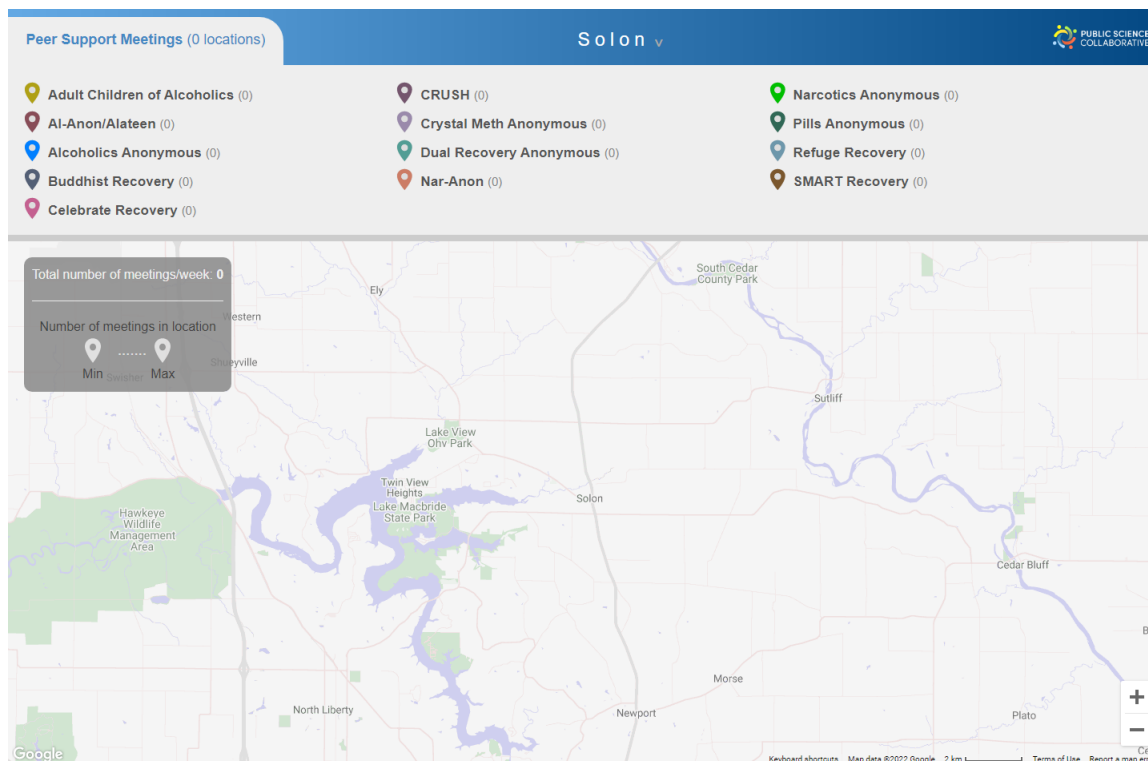 Peer Support Meetings (0 locations)
Solon v
PUBLIC SCIENCE
COLLABORATIVE
Adult Children of Alcoholics (0)
Al-Anon/Alateen (0)
Alcoholics Anonymous (0)
Buddhist Recovery (0)
Celebrate Recovery (0)
CRUSH (0)
Crystal Meth Anonymous (0)
Dual Recovery Anonymous (0)
Nar-Anon (0)
Narcotics Anonymous (0)
Pills Anonymous (0)
Refuge Recovery (0)
SMART Recovery (0)
Total number of meetings/week: 0
Number of meetings in location
Min ....... Max
South Cedar
County Park
Ely
Western
Shueyville
Swisher
Sutliff
Lake View
Ohv Park
Twin View
Heights
Lake Macbride
State Park
Solon
Hawkeye
Wildlife
Management
Area
Cedar Bluff
Morse
North Liberty
Newport
Plato
+
−
Google
Keyboard shortcuts Map data ©2022 Google 2 km Terms of Use Report a map